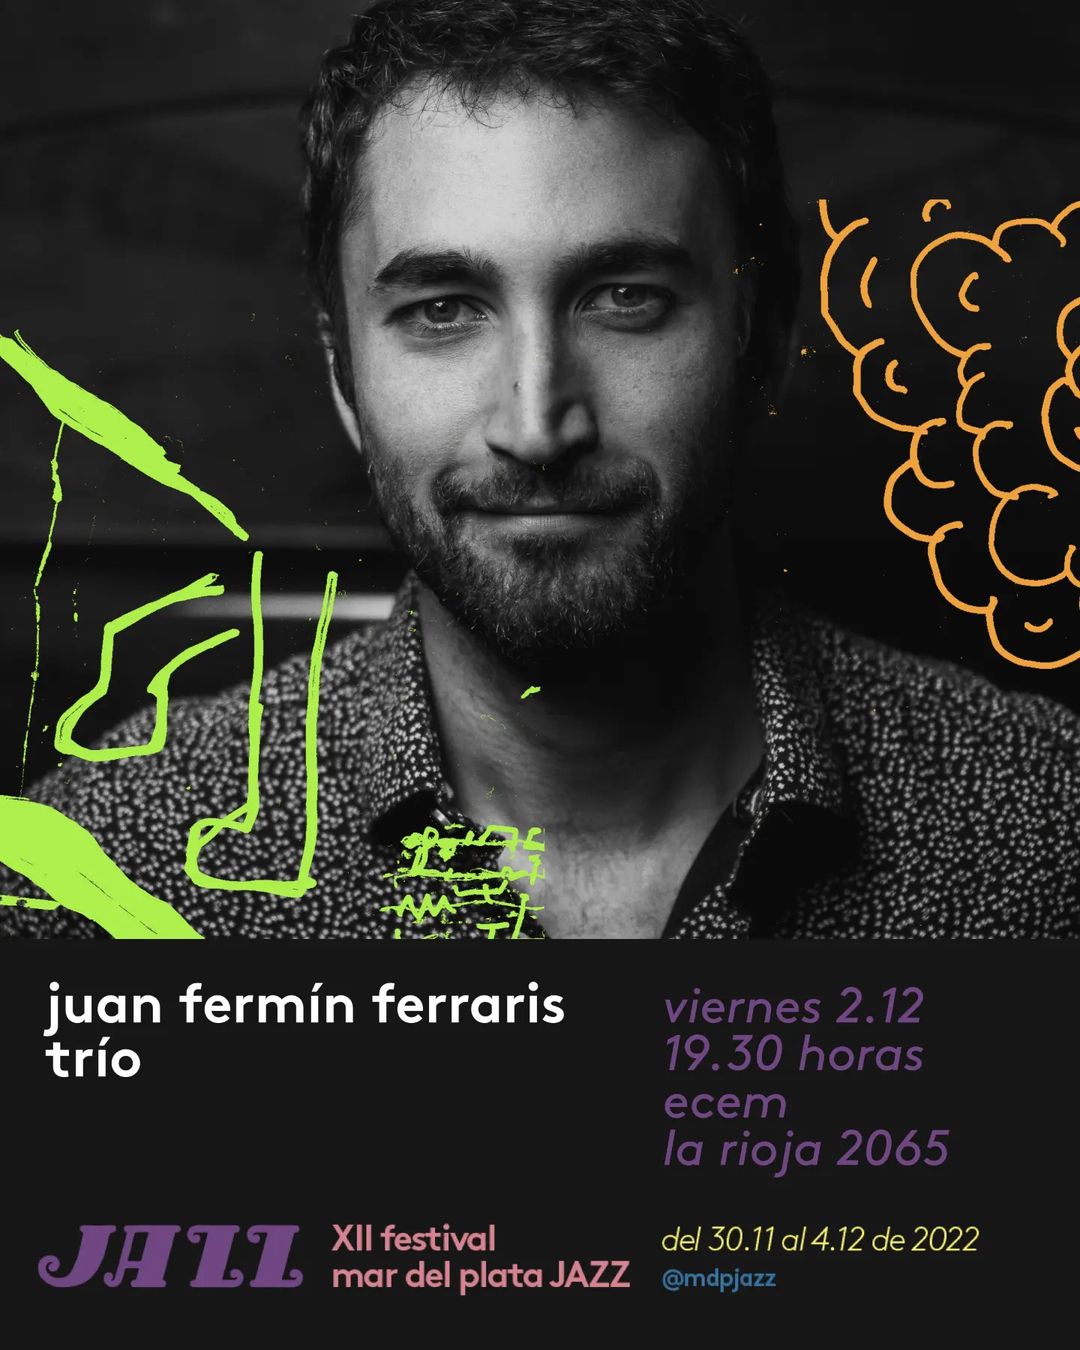 juan fermín ferraris
trío
viernes 2.12
19.30 horas
ecem
la rioja 2065
JAZZ
XII festival
mar del plata JAZZ
del 30.11 al 4.12 de 2022
@mdpjazz